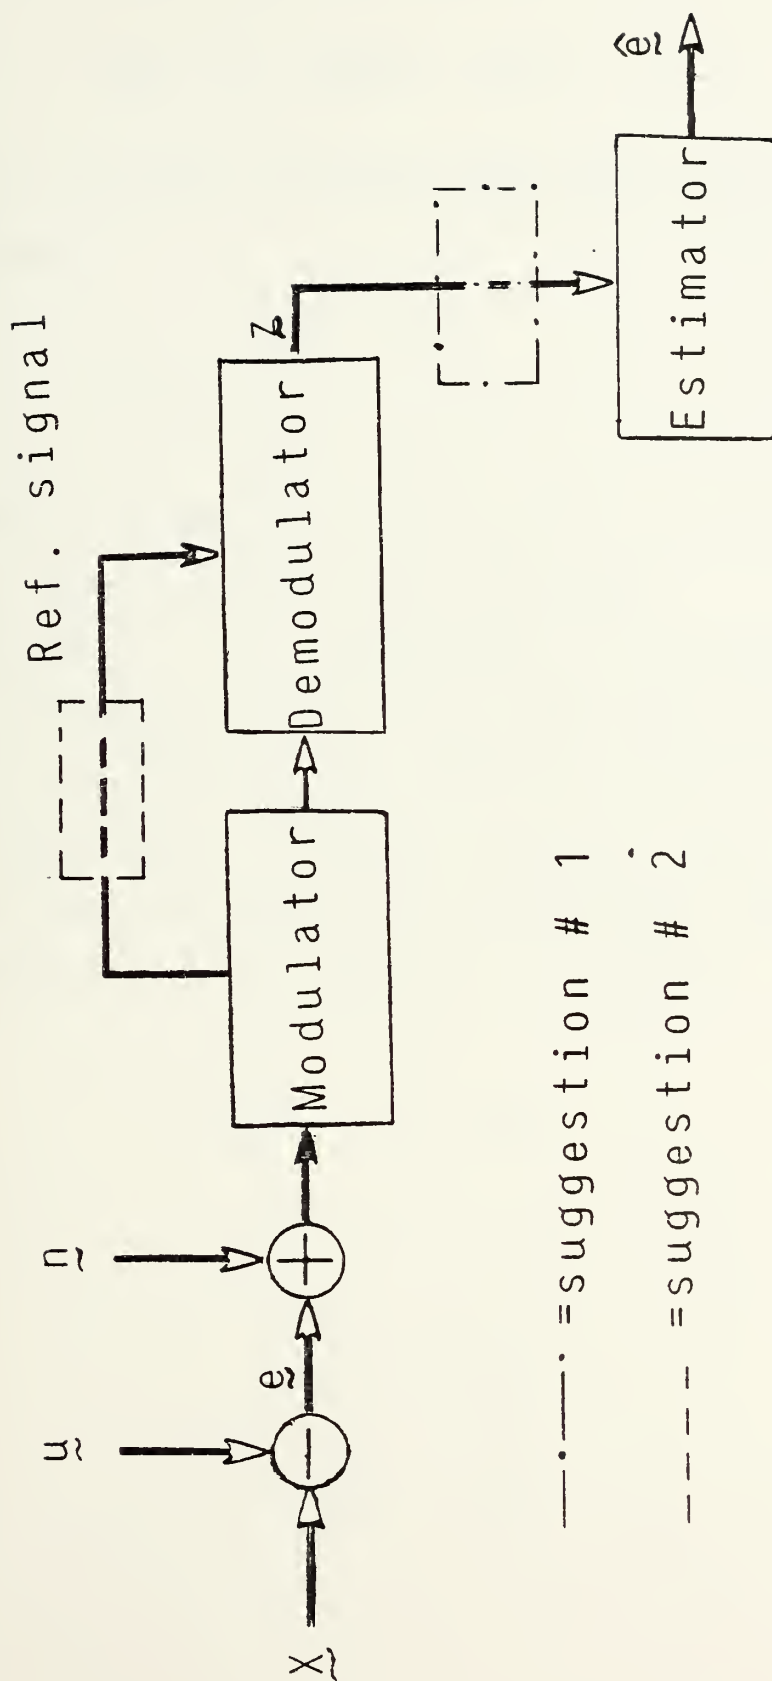 X̰
ṵ
ḛ
ñ
Modulator
Ref. signal
Demodulator
Z
Estimator
ḛ̂
—·—· =suggestion # 1
---- =suggestion # 2